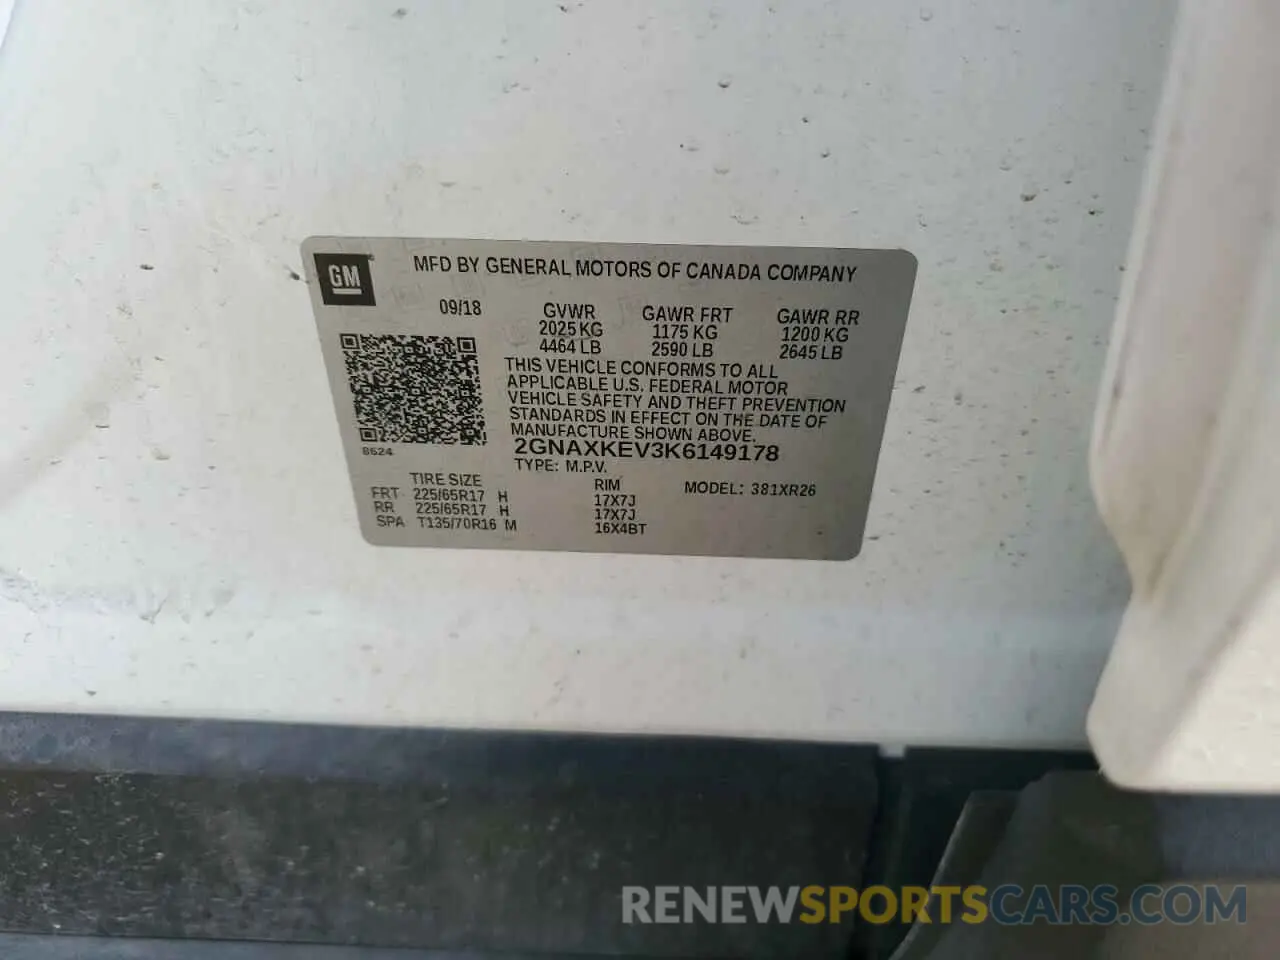 GM
MFD BY GENERAL MOTORS OF CANADA COMPANY
09/18 GVWR GAWR FRT GAWR RR
2025 KG 1175 KG 1200 KG
4464 LB 2590 LB 2645 LB
THIS VEHICLE CONFORMS TO ALL
APPLICABLE U.S. FEDERAL MOTOR
VEHICLE SAFETY AND THEFT PREVENTION
STANDARDS IN EFFECT ON THE DATE OF
MANUFACTURE SHOWN ABOVE.
8624
2GNAXKEV3K6149178
TYPE: M.P.V.
TIRE SIZE RIM MODEL: 381XR26
FRT 225/65R17 H 17X7J
RR 225/65R17 H 17X7J
SPA T135/70R16 M 16X4BT
RENEWSPORTSCARS.COM